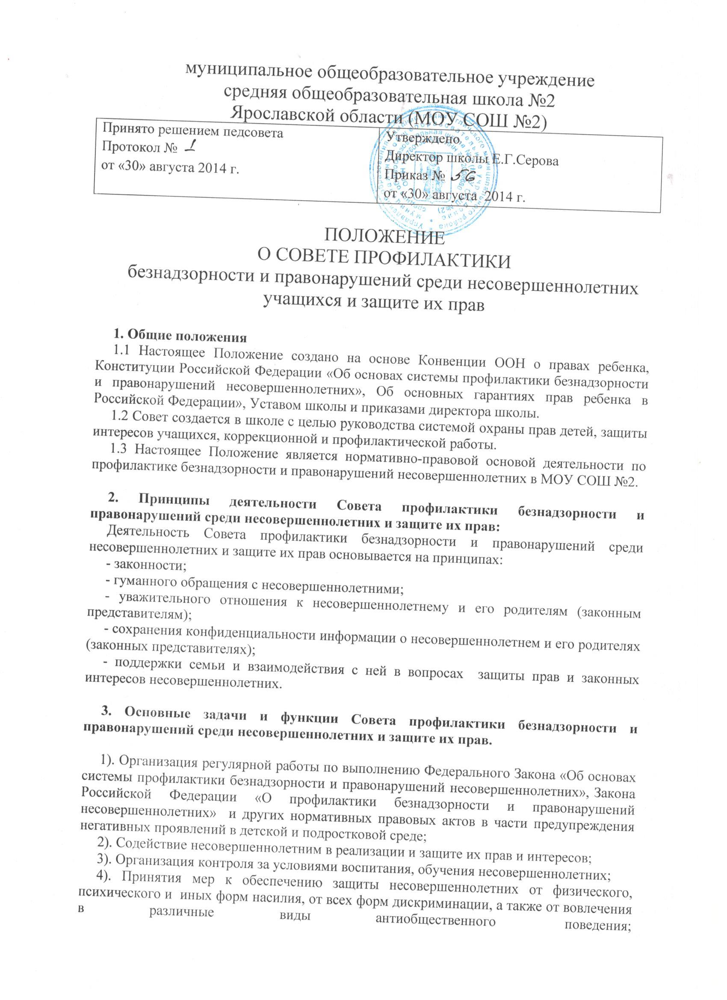 муниципальное общеобразовательное учреждение
средняя общеобразовательная школа №2
Ярославской области (МОУ СОШ №2)
Принято решением педсовета
Протокол № 1
от «30» августа 2014 г.
Утверждено
Директор школы Е.Г.Серова
Приказ № 56
от «30» августа 2014 г.
ПОЛОЖЕНИЕ
О СОВЕТЕ ПРОФИЛАКТИКИ
безнадзорности и правонарушений среди несовершеннолетних
учащихся и защите их прав
1. Общие положения
1.1 Настоящее Положение создано на основе Конвенции ООН о правах ребенка,
Конституции Российской Федерации «Об основах системы профилактики безнадзорности
и правонарушений несовершеннолетних», Об основных гарантиях прав ребенка в
Российской Федерации», Уставом школы и приказами директора школы.
1.2 Совет создается в школе с целью руководства системой охраны прав детей, защиты
интересов учащихся, коррекционной и профилактической работы.
1.3 Настоящее Положение является нормативно-правовой основой деятельности по
профилактике безнадзорности и правонарушений несовершеннолетних в МОУ СОШ №2.
2. Принципы деятельности Совета профилактики безнадзорности и
правонарушений среди несовершеннолетних и защите их прав:
Деятельность Совета профилактики безнадзорности и правонарушений среди
несовершеннолетних и защите их прав основывается на принципах:
- законности;
- гуманного обращения с несовершеннолетними;
- уважительного отношения к несовершеннолетнему и его родителям (законным
представителям);
- сохранения конфиденциальности информации о несовершеннолетнем и его родителях
(законных представителях);
- поддержки семьи и взаимодействия с ней в вопросах защиты прав и законных
интересов несовершеннолетних.
3. Основные задачи и функции Совета профилактики безнадзорности и
правонарушений среди несовершеннолетних и защите их прав.
1). Организация регулярной работы по выполнению Федерального Закона «Об основах
системы профилактики безнадзорности и правонарушений несовершеннолетних», Закона
Российской Федерации «О профилактики безнадзорности и правонарушений
несовершеннолетних» и других нормативных правовых актов в части предупреждения
негативных проявлений в детской и подростковой среде;
2). Содействие несовершеннолетним в реализации и защите их прав и интересов;
3). Организация контроля за условиями воспитания, обучения несовершеннолетних;
4). Принятия мер к обеспечению защиты несовершеннолетних от физического,
психического и иных форм насилия, от всех форм дискриминации, а также от вовлечения
в различные виды антиобщественного поведения;